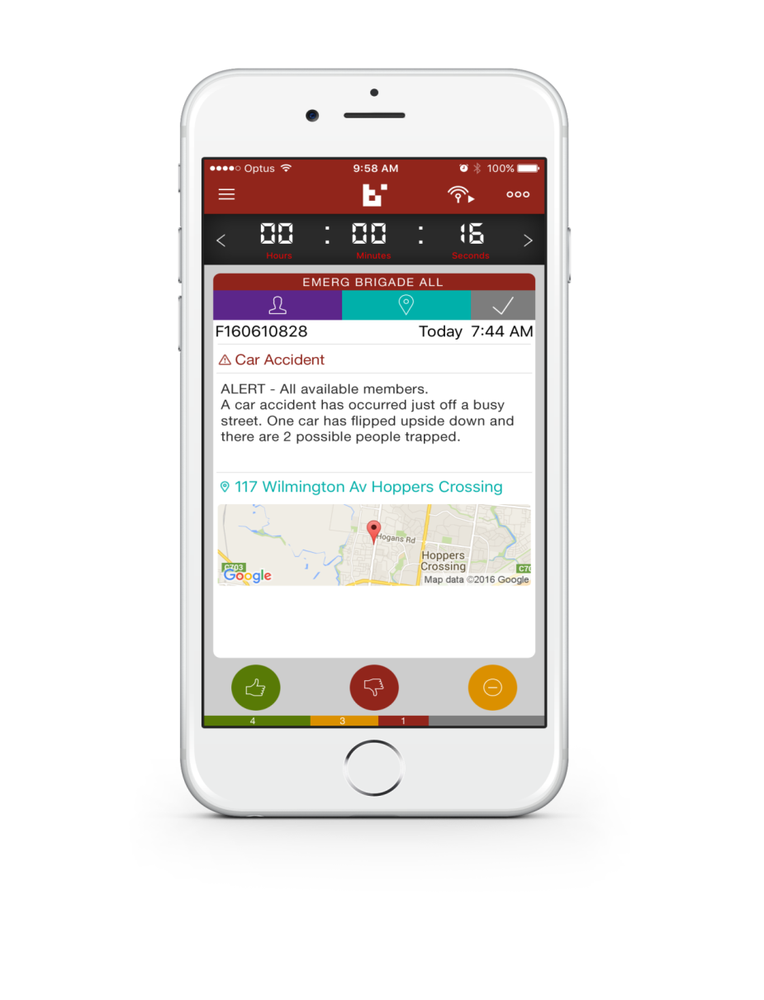 Optus 9:58 AM 100%
00 : 00 : 16
Hours Minutes Seconds
EMERG BRIGADE ALL
F160610828 Today 7:44 AM
Car Accident
ALERT - All available members.
A car accident has occurred just off a busy
street. One car has flipped upside down and
there are 2 possible people trapped.
117 Wilmington Av Hoppers Crossing
Hogans Rd
Hoppers
Crossing
C703
C70
Google
Map data ©2016 Google
4 3 1